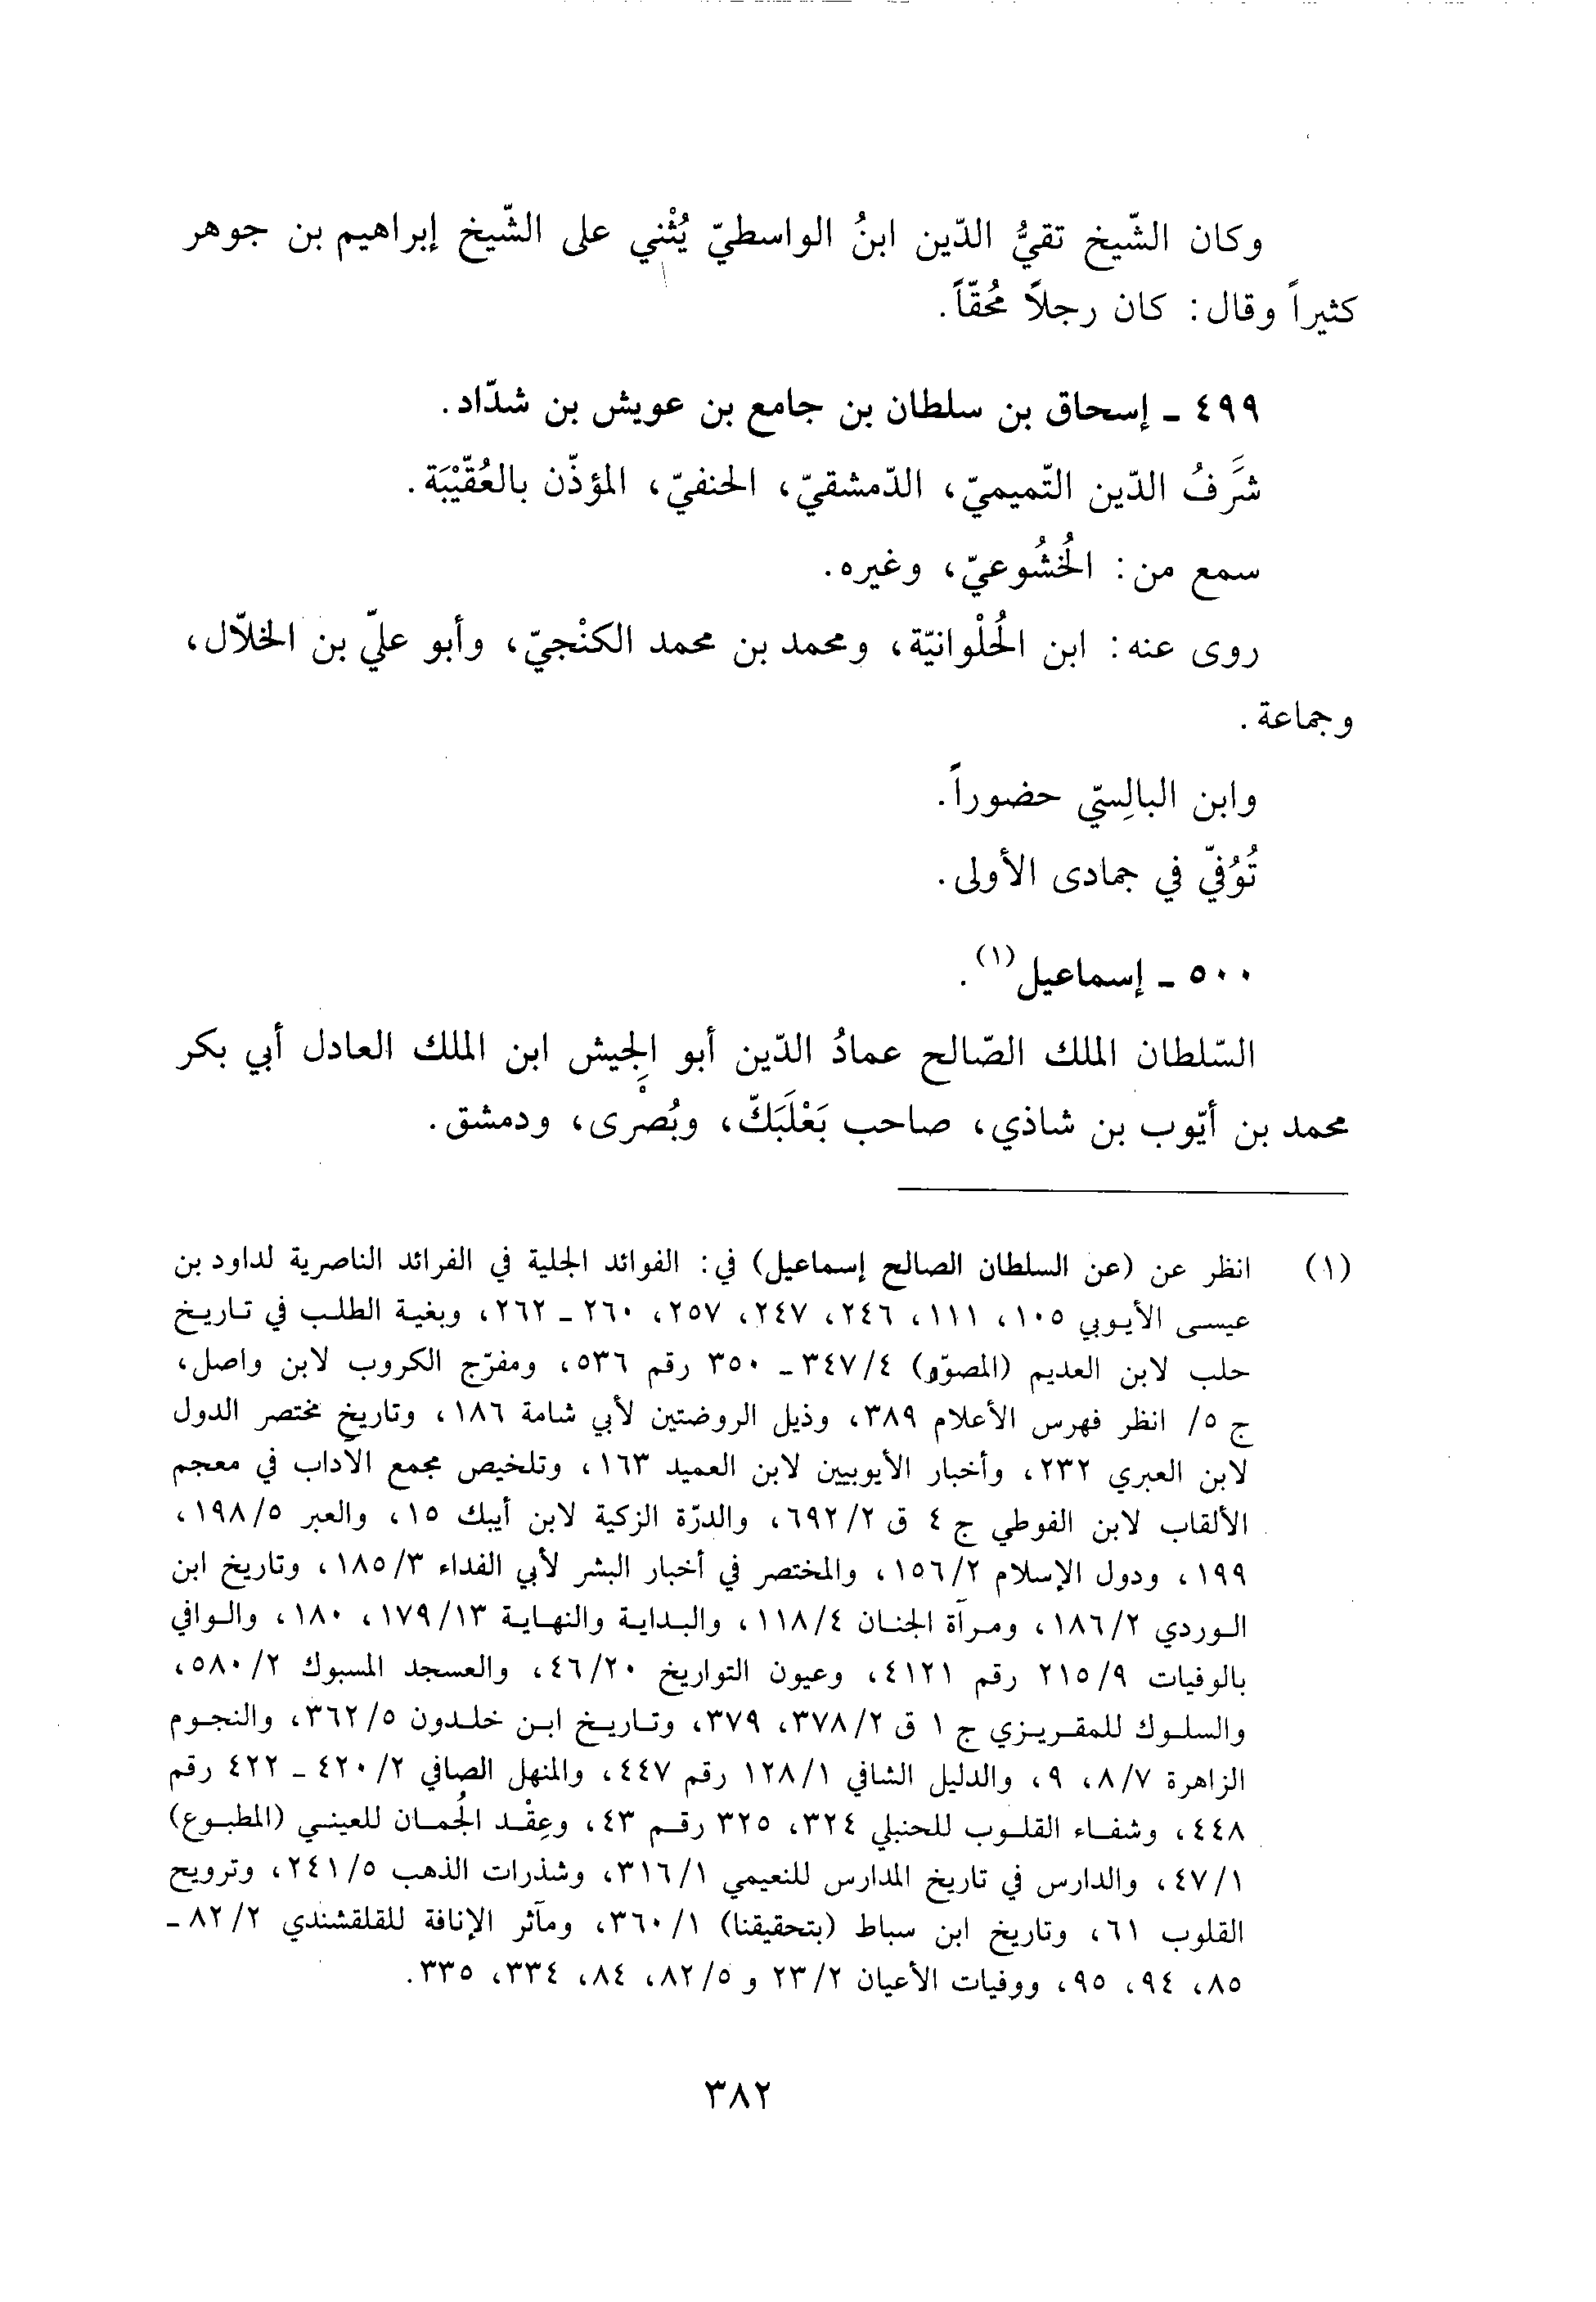 وكان الشّيخ تقيُّ الدّين ابنُ الواسطيّ يُثْني على الشّيخ إبراهيم بن جوهر
كثيراً وقال: كان رجلاً مُحقّاً.
٤٩٩ ـ إسحاق بن سلطان بن جامع بن عويش بن شدّاد.
شَرَفُ الدّين التّميميّ، الدّمشقيّ، الحنفيّ، المؤذّن بالعُقَّيْبَة.
سمع من: الخُشُوعيّ، وغيره.
روى عنه: ابن الحُلْوانيّة، ومحمد بن محمد الكنْجيّ، وأبو عليّ بن الخلّال،
وجماعة.
وابن البالِسيّ حضوراً.
تُوُفّي في جمادى الأولى.
٥٠٠ ـ إسماعيل(١).
السّلطان الملك الصّالح عمادُ الدّين أبو الجِيش ابن الملك العادل أبي بكر
محمد بن أيّوب بن شاذي، صاحب بَعْلَبَكّ، وبُصْرَى، ودمشق.
(١) انظر عن (عن السلطان الصالح إسماعيل) في: الفوائد الجلية في الفرائد الناصرية لداود بن
عيسى الأيوبي ١٠٥، ١١١، ٢٤٦، ٢٤٧، ٢٥٧، ٢٦٠ ـ ٢٦٢، وبغية الطلب في تاريخ
حلب لابن العديم (المصوّر) ٤/٣٤٧ ـ ٣٥٠ رقم ٥٣٦، ومفرّج الكروب لابن واصل،
ج ٥/ انظر فهرس الأعلام ٣٨٩، وذيل الروضتين لأبي شامة ١٨٦، وتاريخ مختصر الدول
لابن العبري ٢٣٢، وأخبار الأيوبيين لابن العميد ١٦٣، وتلخيص مجمع الآداب في معجم
الألقاب لابن الفوطي ج ٤ ق ٢/٦٩٢، والدرّة الزكية لابن أيبك ١٥، والعبر ٥/١٩٨،
١٩٩، ودول الإسلام ٢/١٥٦، والمختصر في أخبار البشر لأبي الفداء ٣/١٨٥، وتاريخ ابن
الوردي ٢/١٨٦، ومرآة الجنان ٤/١١٨، والبداية والنهاية ١٣/١٧٩، ١٨٠، والوافي
بالوفيات ٩/٢١٥ رقم ٤١٢١، وعيون التواريخ ٢٠/٤٦، والعسجد المسبوك ٢/٥٨٠،
والسلوك للمقريزي ج ١ ق ٢/٣٧٨، ٣٧٩، وتاريخ ابن خلدون ٥/٣٦٢، والنجوم
الزاهرة ٧/٨، ٩، والدليل الشافي ١/١٢٨ رقم ٤٤٧، والمنهل الصافي ٢/٤٢٠ ـ ٤٢٢ رقم
٤٤٨، وشفاء القلوب للحنبلي ٣٢٤، ٣٢٥ رقم ٤٣، وعِقْد الجُمان للعيني (المطبوع)
١/٤٧، والدارس في تاريخ المدارس للنعيمي ١/٣١٦، وشذرات الذهب ٥/٢٤١، وترويح
القلوب ٦١، وتاريخ ابن سباط (بتحقيقنا) ١/٣٦٠، ومآثر الإنافة للقلقشندي ٢/٨٢ ـ
٨٥، ٩٤، ٩٥، ووفيات الأعيان ٢/٢٣ و ٥/٨٢، ٨٤، ٣٣٤، ٣٣٥.
٣٨٢